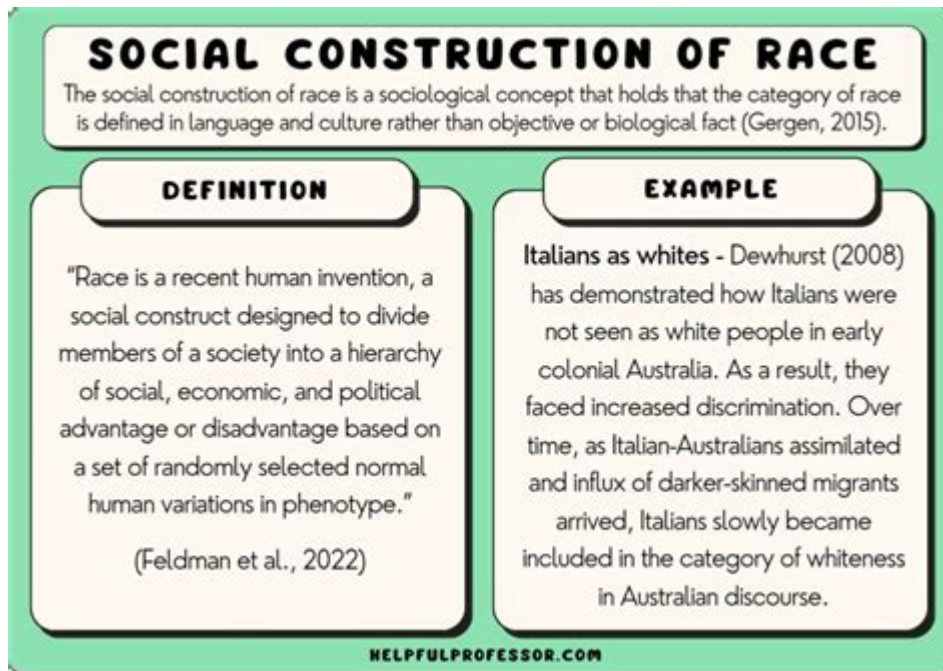 SOCIAL CONSTRUCTION OF RACE
The social construction of race is a sociological concept that holds that the category of race
is defined in language and culture rather than objective or biological fact (Gergen, 2015).
DEFINITION
"Race is a recent human invention, a
social construct designed to divide
members of a society into a hierarchy
of social, economic, and political
advantage or disadvantage based on
a set of randomly selected normal
human variations in phenotype."
(Feldman et al., 2022)
EXAMPLE
Italians as whites - Dewhurst (2008)
has demonstrated how Italians were
not seen as white people in early
colonial Australia. As a result, they
faced increased discrimination. Over
time, as Italian-Australians assimilated
and influx of darker-skinned migrants
arrived, Italians slowly became
included in the category of whiteness
in Australian discourse.
HELPFULPROFESSOR.COM